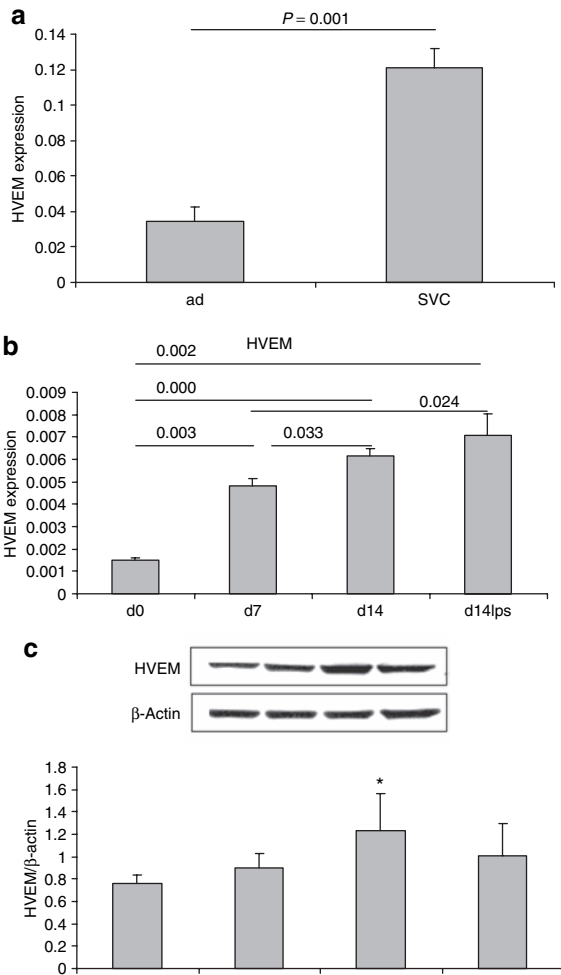 a
P = 0.001
0.14
0.12
0.1
0.08
0.06
0.04
0.02
0
HVEM expression
ad SVC
b
HVEM
0.002
0.000
0.024
0.003 0.033
0.009
0.008
0.007
0.006
0.005
0.004
0.003
0.002
0.001
0
HVEM expression
d0 d7 d14 d14lps
c
HVEM
β-Actin
1.8
1.6
1.4
1.2
1
0.8
0.6
0.4
0.2
0
HVEM/β-actin
*